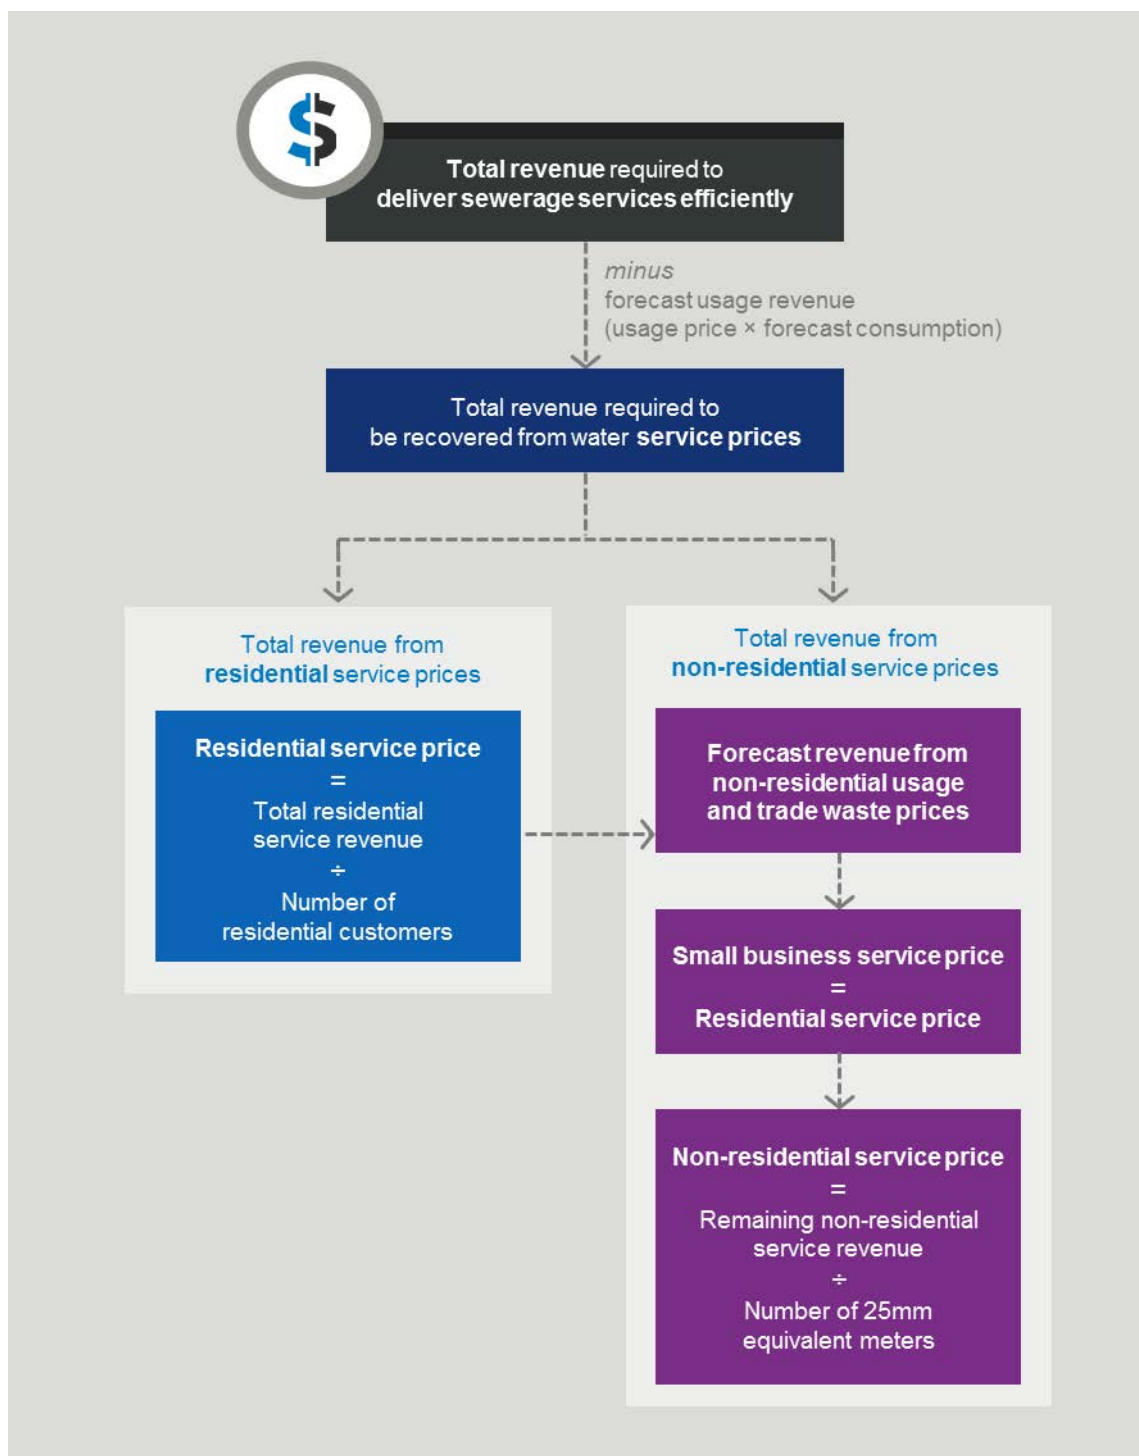 $
Total revenue required to
deliver sewerage services efficiently
minus
forecast usage revenue
(usage price × forecast consumption)
Total revenue required to
be recovered from water service prices
Total revenue from
residential service prices
Residential service price
=
Total residential
service revenue
÷
Number of
residential customers
Total revenue from
non-residential service prices
Forecast revenue from
non-residential usage
and trade waste prices
Small business service price
=
Residential service price
Non-residential service price
=
Remaining non-residential
service revenue
÷
Number of 25mm
equivalent meters